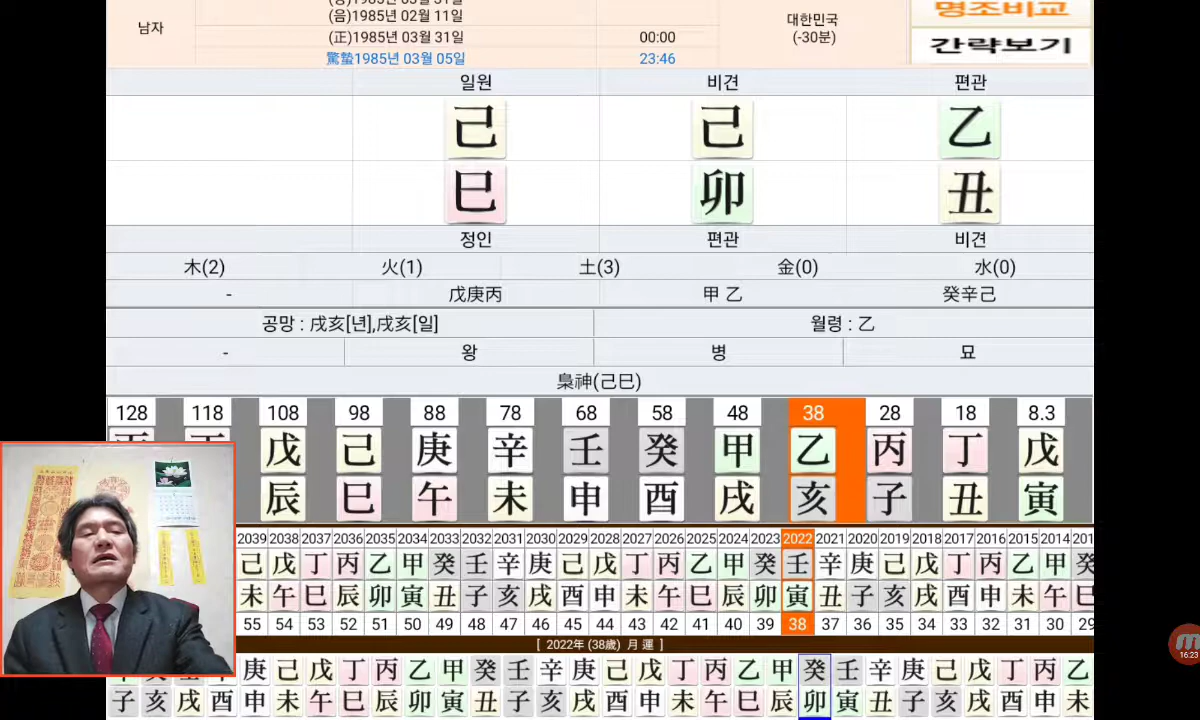 명조비교
(음)1985년 02월 11일
대한민국
남자
(正)1985년 03월 31일 00:00
(-30분)
간략보기
驚蟄1985년 03월 05일 23:46
일원 비견 편관
己 己 乙
巳 卯 丑
정인 편관 비견
木(2) 火(1) 土(3) 金(0) 水(0)
- 戊庚丙 甲 乙 癸辛己
공망 : 戌亥[년],戌亥[일] 월령 : 乙
- 왕 병 묘
梟神(己巳)
128 118 108 98 88 78 68 58 48 38 28 18 8.3
戊 己 庚 辛 壬 癸 甲 乙 丙 丁 戊
辰 巳 午 未 申 酉 戌 亥 子 丑 寅
2039 2038 2037 2036 2035 2034 2033 2032 2031 2030 2029 2028 2027 2026 2025 2024 2023 2022 2021 2020 2019 2018 2017 2016 2015 2014 201
己 戊 丁 丙 乙 甲 癸 壬 辛 庚 己 戊 丁 丙 乙 甲 癸 壬 辛 庚 己 戊 丁 丙 乙 甲 癸
未 午 巳 辰 卯 寅 丑 子 亥 戌 酉 申 未 午 巳 辰 卯 寅 丑 子 亥 戌 酉 申 未 午 巳
55 54 53 52 51 50 49 48 47 46 45 44 43 42 41 40 39 38 37 36 35 34 33 32 31 30 29
[ 2022年 (38歲) 月 運 ]
庚 己 戊 丁 丙 乙 甲 癸 壬 辛 庚 己 戊 丁 丙 乙 甲 癸 壬 辛 庚 己 戊 丁 丙 乙
子 亥 戌 酉 申 未 午 巳 辰 卯 寅 丑 子 亥 戌 酉 申 未 午 巳 辰 卯 寅 丑 子 亥 戌 酉 申 未
16:23